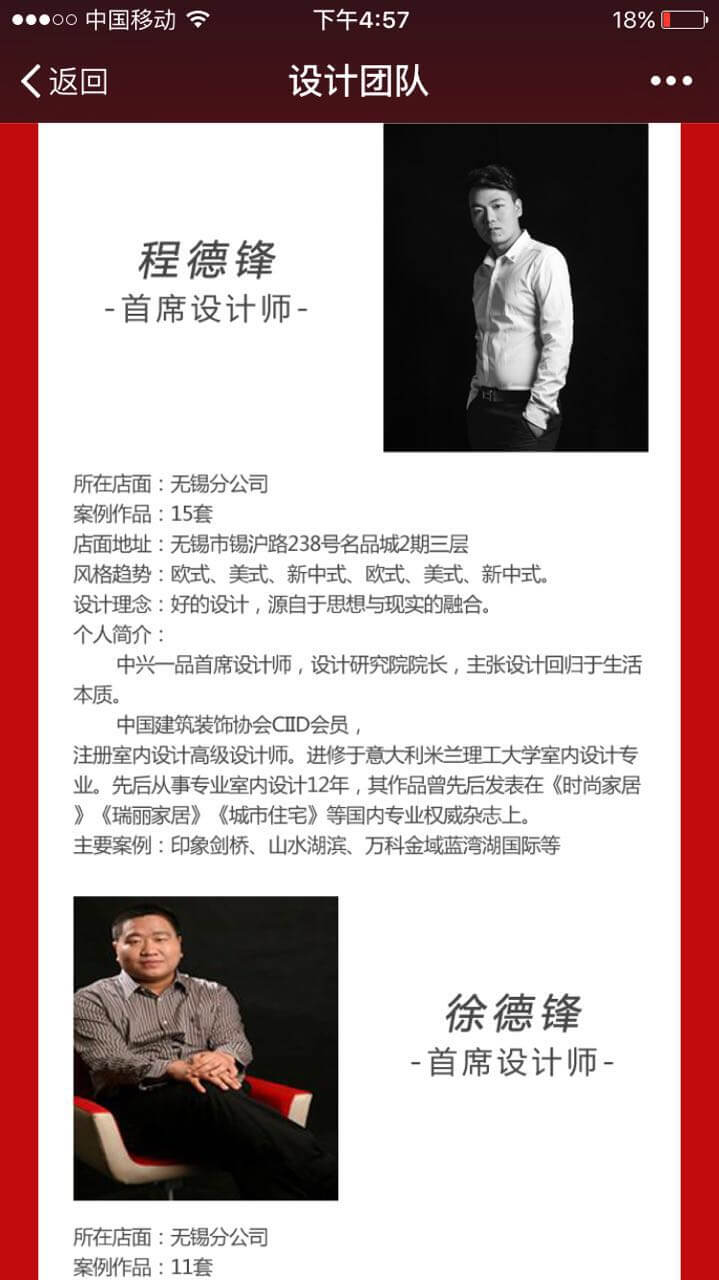 中国移动 下午4:57 18%
返回 设计团队
程德锋
-首席设计师-
所在店面：无锡分公司
案例作品：15套
店面地址：无锡市锡沪路238号名品城2期三层
风格趋势：欧式、美式、新中式、欧式、美式、新中式。
设计理念：好的设计，源自于思想与现实的融合。
个人简介：
中兴一品首席设计师，设计研究院院长，主张设计回归于生活
本质。
中国建筑装饰协会CIID会员，
注册室内设计高级设计师。进修于意大利米兰理工大学室内设计专
业。先后从事专业室内设计12年，其作品曾先后发表在《时尚家居
》《瑞丽家居》《城市住宅》等国内专业权威杂志上。
主要案例：印象剑桥、山水湖滨、万科金域蓝湾湖国际等
徐德锋
-首席设计师-
所在店面：无锡分公司
案例作品：11套